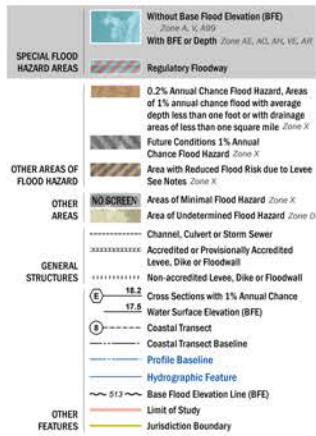 Without Base Flood Elevation (BFE)
Zone A, V, A99
With BFE or Depth Zone AE, AO, AH, VE, AR
SPECIAL FLOOD
HAZARD AREAS
Regulatory Floodway
0.2% Annual Chance Flood Hazard, Areas
of 1% annual chance flood with average
depth less than one foot or with drainage
areas of less than one square mile Zone X
Future Conditions 1% Annual
Chance Flood Hazard Zone X
OTHER AREAS OF
FLOOD HAZARD
Area with Reduced Flood Risk due to Levee
See Notes Zone X
OTHER
AREAS
NO SCREEN Areas of Minimal Flood Hazard Zone X
Area of Undetermined Flood Hazard Zone D
GENERAL
STRUCTURES
Channel, Culvert or Storm Sewer
Accredited or Provisionally Accredited
Levee, Dike or Floodwall
Non-accredited Levee, Dike or Floodwall
E 18.2 Cross Sections with 1% Annual Chance
17.5 Water Surface Elevation (BFE)
8 Coastal Transect
Coastal Transect Baseline
Profile Baseline
Hydrographic Feature
513 Base Flood Elevation Line (BFE)
OTHER
FEATURES
Limit of Study
Jurisdiction Boundary